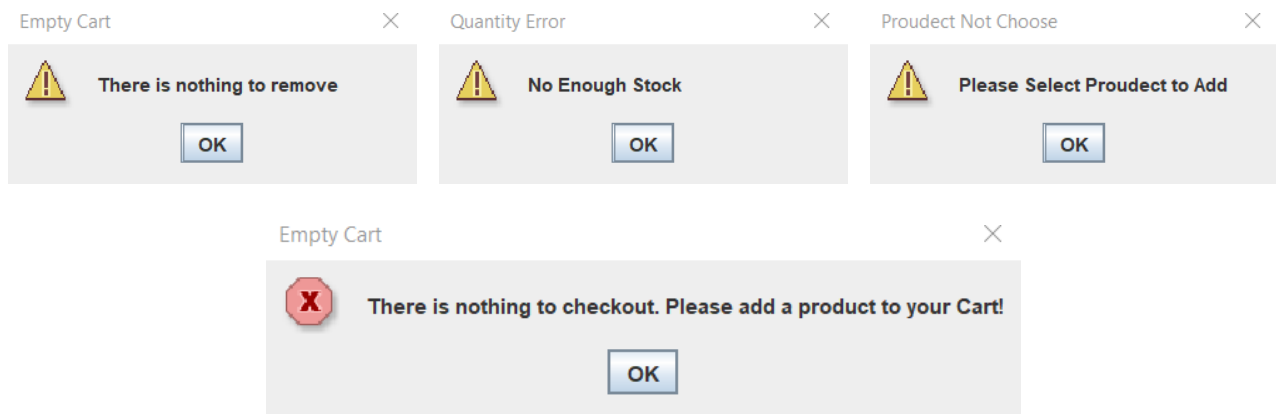 Empty Cart
There is nothing to remove
OK
Quantity Error
No Enough Stock
OK
Proudect Not Choose
Please Select Proudect to Add
OK
Empty Cart
X
There is nothing to checkout. Please add a product to your Cart!
OK